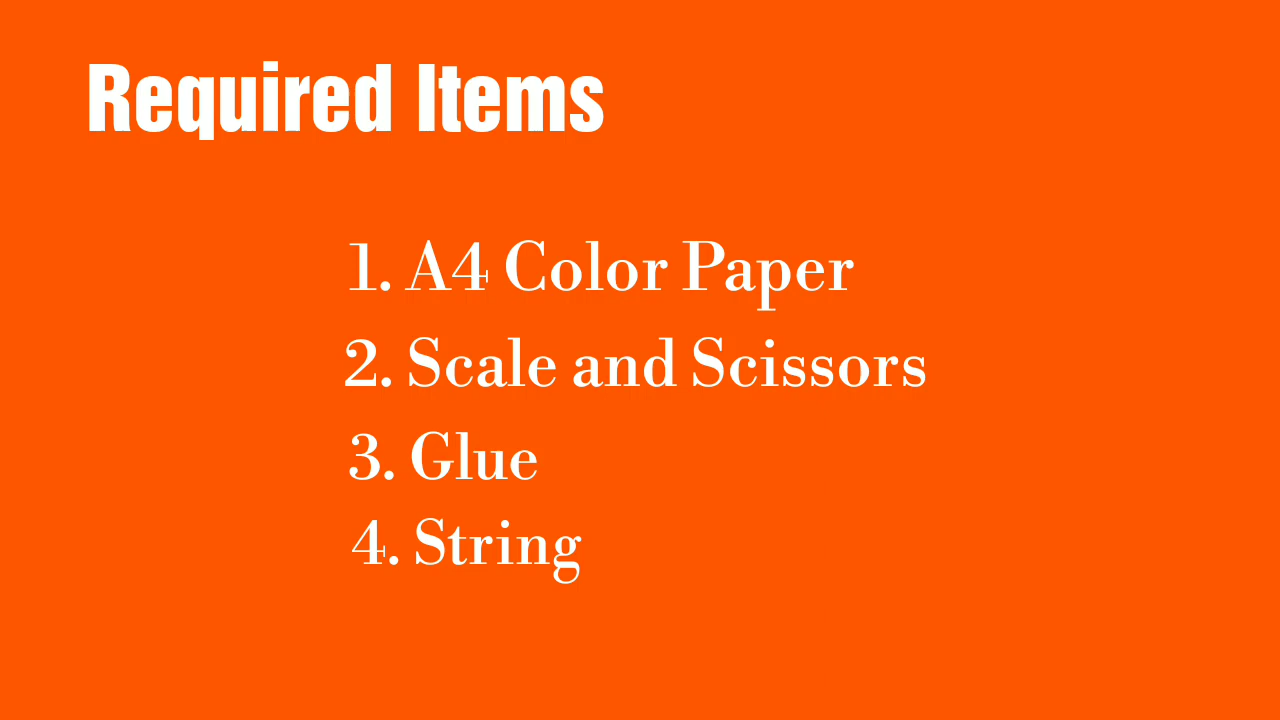 Required Items
1. A4 Color Paper
2. Scale and Scissors
3. Glue
4. String